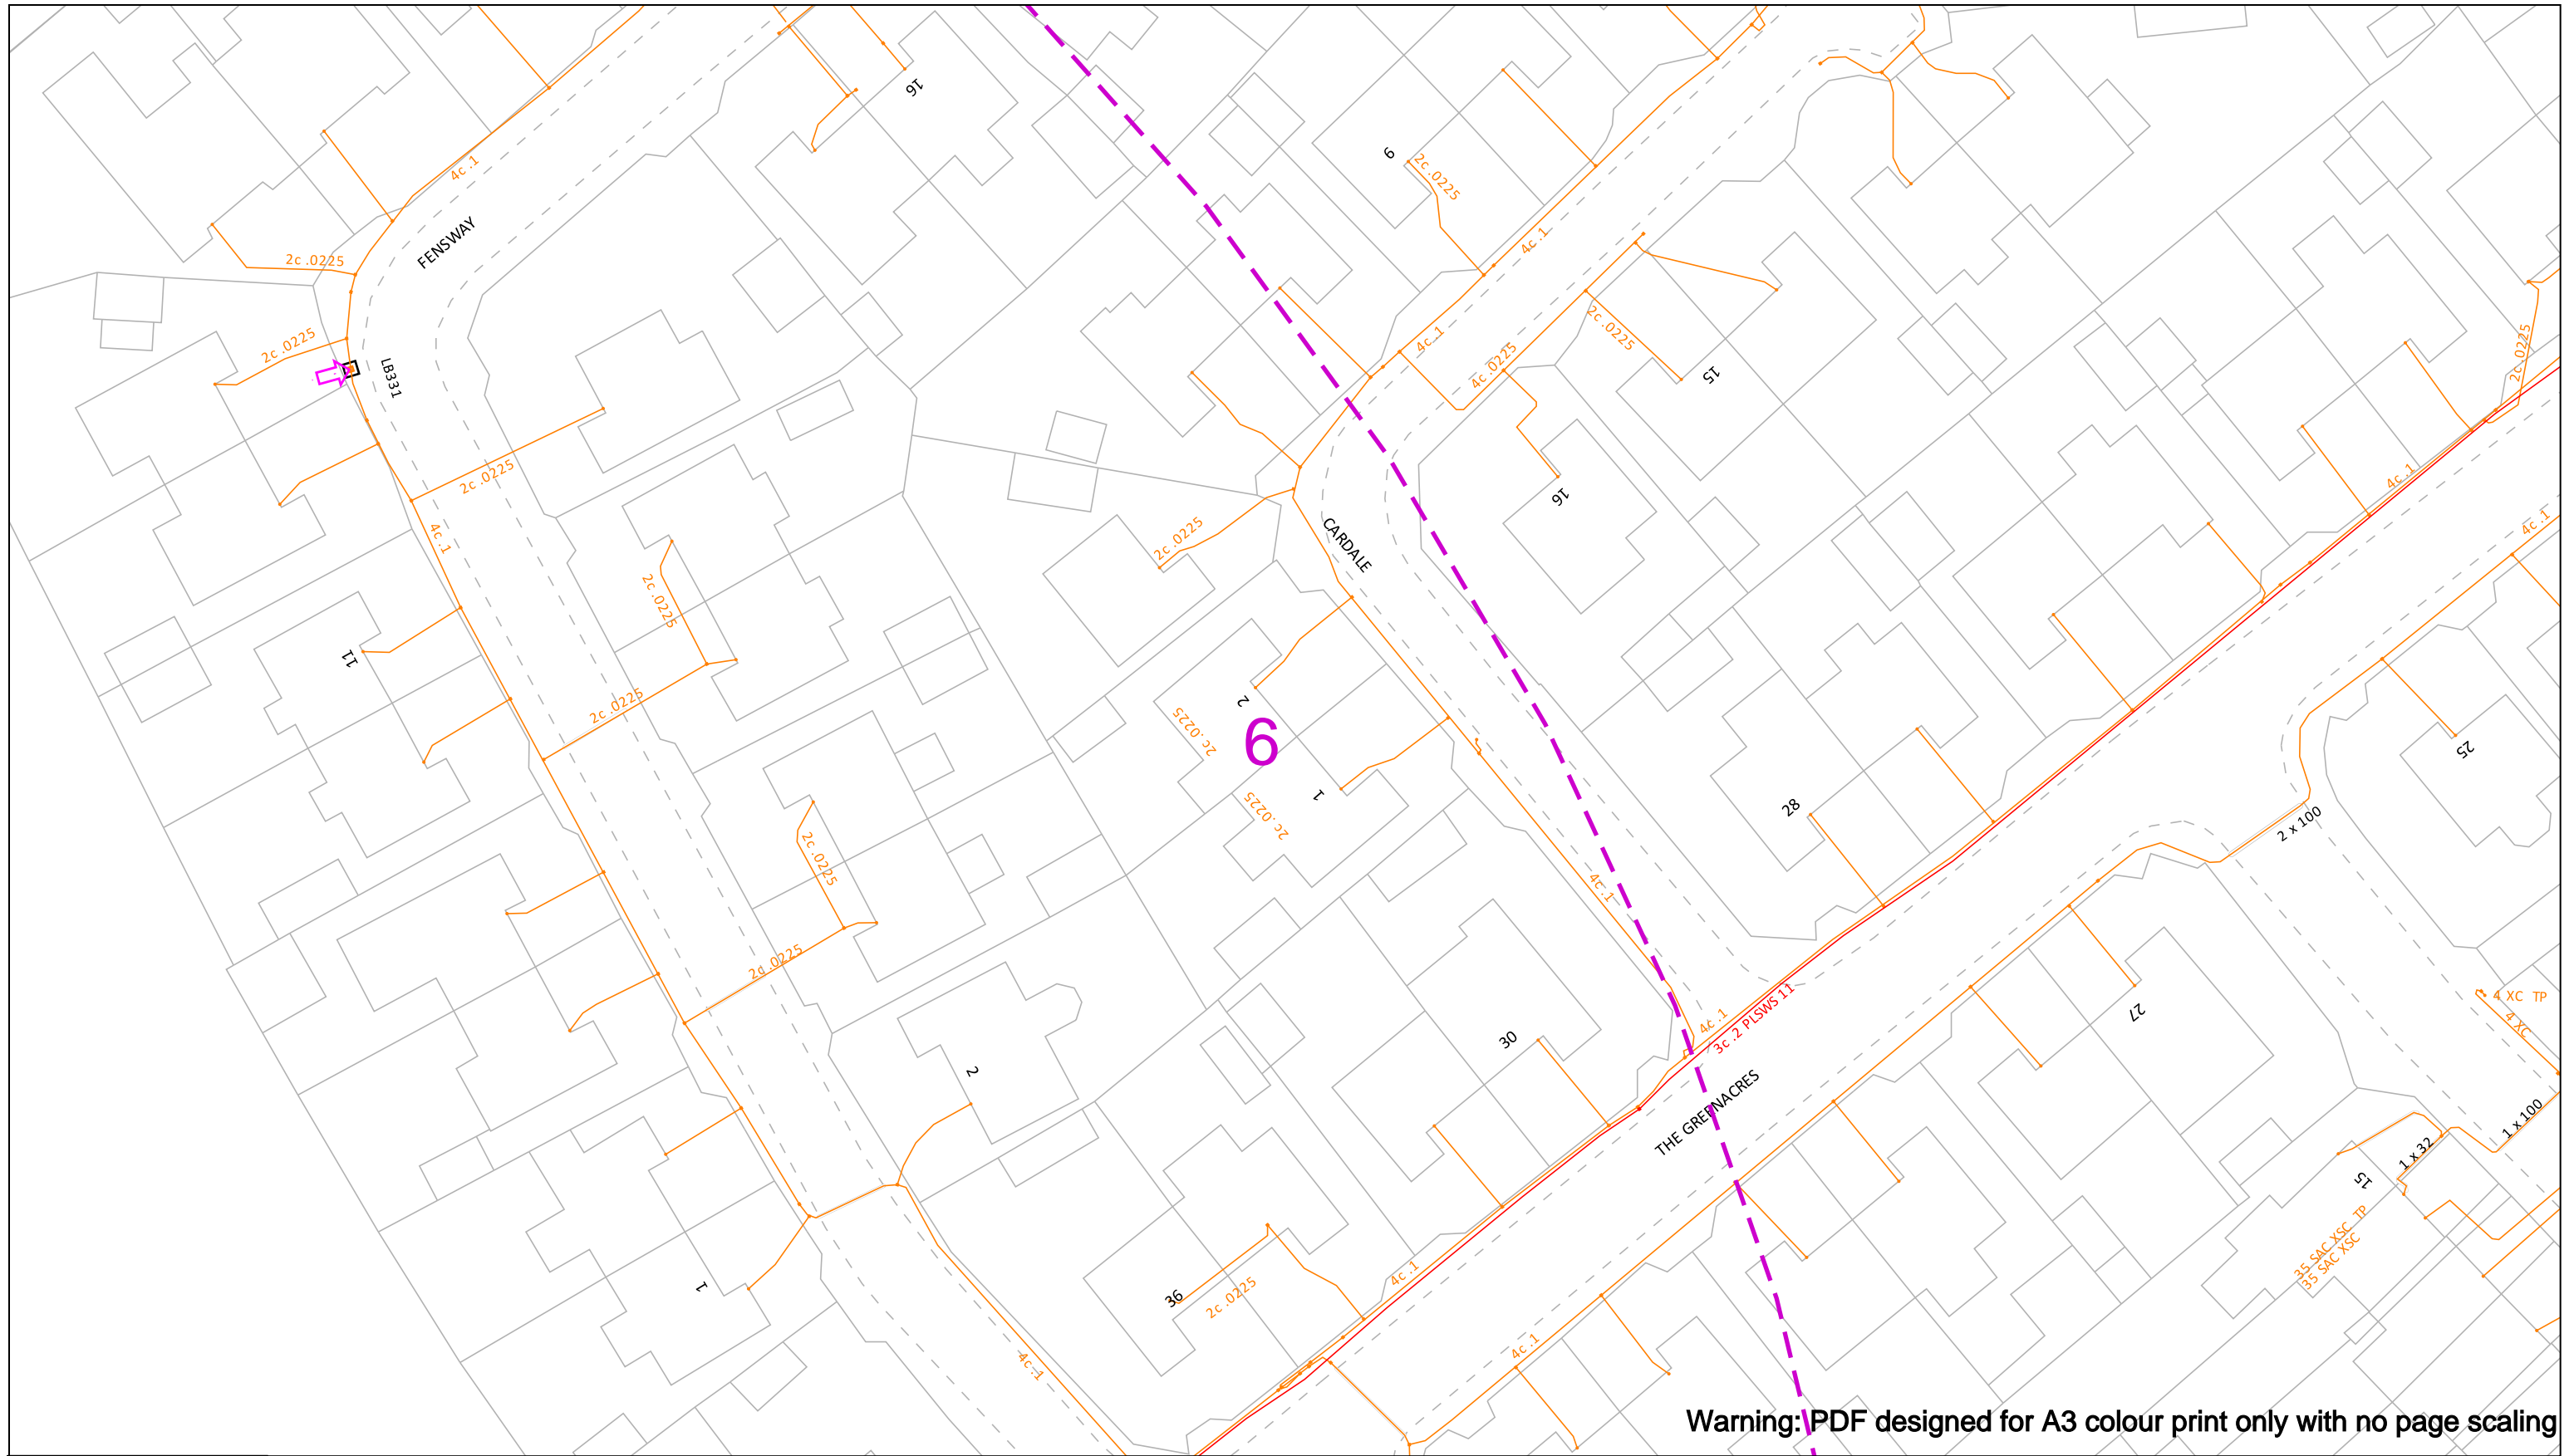 16
4c .1
9
2c .0225
FENSWAY
4c .1
2c .0225
2c .0225
LB331
4c .1
4c .0225
2c .0225
15
2c .0225
16
2c .0225
4c .1
4c .1
CARDALE
2c .0225
4c .1
2c .0225
11
2c .0225
2
2c .0225
6
2c .0225
1
25
28
2 x 100
2c .0225
4b .1
2c .0225
4 XC TP
4 XC
27
4c .1
3c .2 PLSWS 11
30
2
THE GREENACRES
1 x 100
1 x 32
15
35 SAC XSC TP
35 SAC XSC
1
36
2c .0225
4c .1
4c .1
4c .1
Warning: PDF designed for A3 colour print only with no page scaling